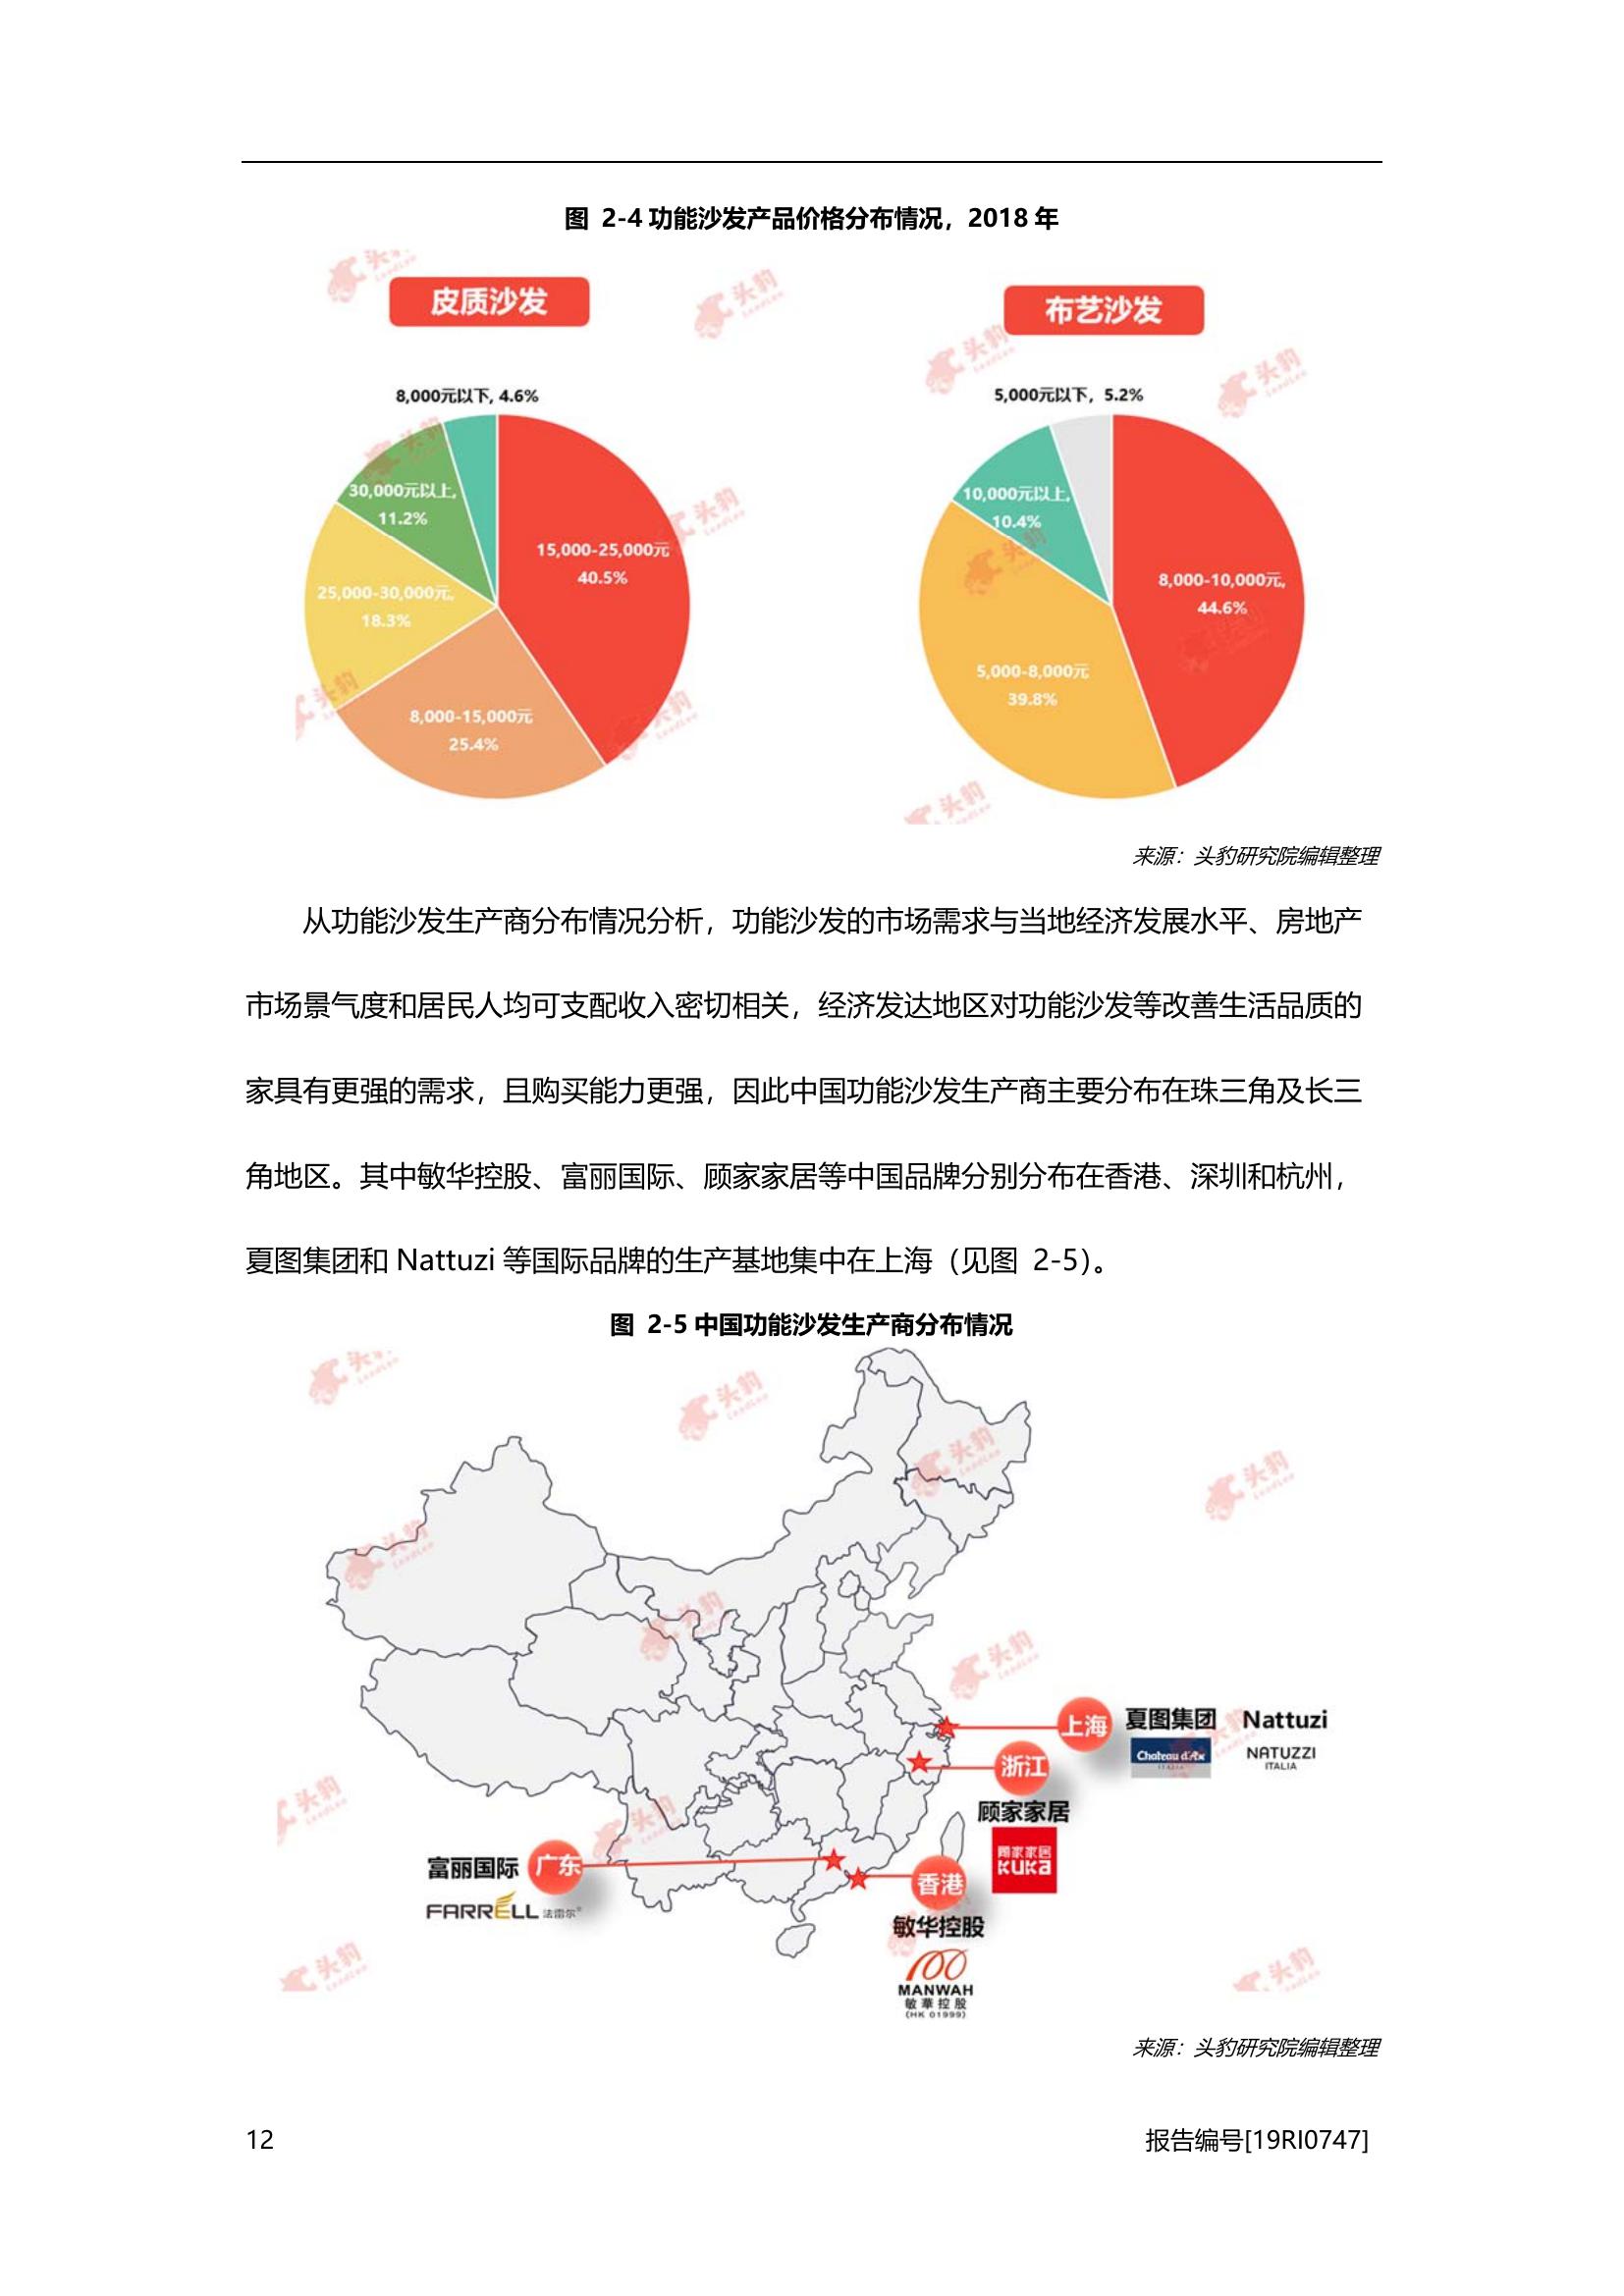 图 2-4 功能沙发产品价格分布情况，2018 年
皮质沙发
布艺沙发
8,000元以下, 4.6%
30,000元以上,
11.2%
15,000-25,000元
40.5%
25,000-30,000元,
18.3%
8,000-15,000元
25.4%
5,000元以下，5.2%
10,000元以上,
10.4%
8,000-10,000元,
44.6%
5,000-8,000元
39.8%
来源：头豹研究院编辑整理
从功能沙发生产商分布情况分析，功能沙发的市场需求与当地经济发展水平、房地产
市场景气度和居民人均可支配收入密切相关，经济发达地区对功能沙发等改善生活品质的
家具有更强的需求，且购买能力更强，因此中国功能沙发生产商主要分布在珠三角及长三
角地区。其中敏华控股、富丽国际、顾家家居等中国品牌分别分布在香港、深圳和杭州，
夏图集团和 Nattuzi 等国际品牌的生产基地集中在上海（见图 2-5）。
图 2-5 中国功能沙发生产商分布情况
上海
夏图集团 Nattuzi
Chateau d'Ax
ITALIA
NATUZZI
ITALIA
浙江
顾家家居
顾家家居
KUKa
富丽国际
广东
FARRELL 法雷尔®
香港
敏华控股
MANWAH
敏華控股
(HK 01999)
来源：头豹研究院编辑整理
12
报告编号[19RI0747]
头豹
LeadLeo